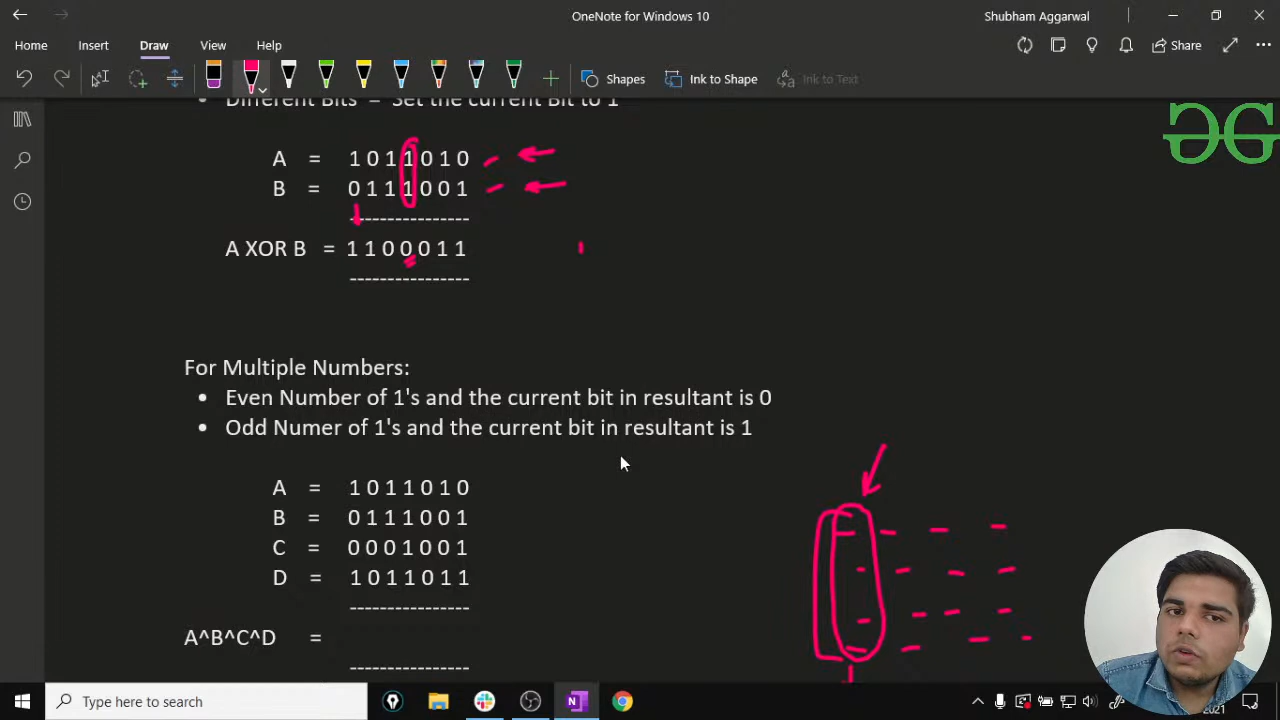 OneNote for Windows 10
Shubham Aggarwal
Home Insert Draw View Help
Share
Shapes
Ink to Shape
Ink to Text
• Different Bits = Set the current Bit to 1
A = 1 0 1 1 0 1 0
B = 0 1 1 1 0 0 1
----------------
A XOR B = 1 1 0 0 0 1 1
----------------
For Multiple Numbers:
• Even Number of 1's and the current bit in resultant is 0
• Odd Numer of 1's and the current bit in resultant is 1
A = 1 0 1 1 0 1 0
B = 0 1 1 1 0 0 1
C = 0 0 0 1 0 0 1
D = 1 0 1 1 0 1 1
----------------
A^B^C^D =
----------------
Type here to search
2021